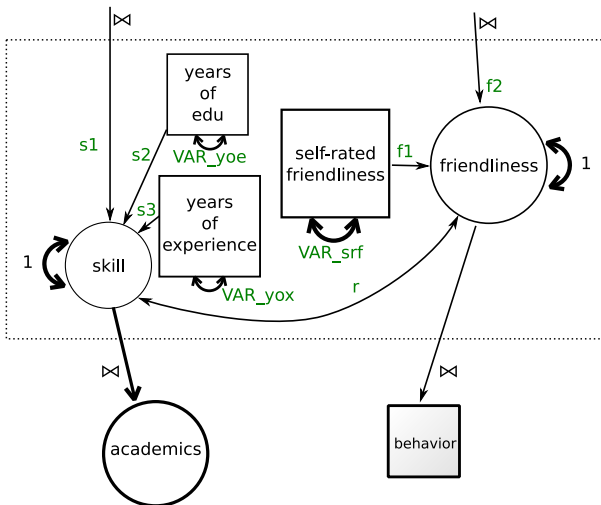 ⋈
⋈
years
of
edu
f2
s1
s2
VAR_yoe
self-rated
friendliness
f1
friendliness
1
s3
years
of
experience
VAR_srf
1
skill
VAR_yox
r
⋈
⋈
academics
behavior